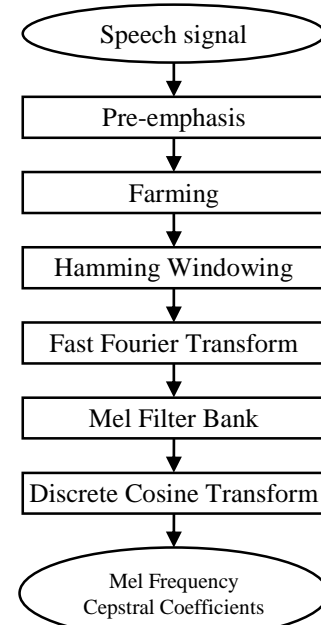 Speech signal
Pre-emphasis
Farming
Hamming Windowing
Fast Fourier Transform
Mel Filter Bank
Discrete Cosine Transform
Mel Frequency
Cepstral Coefficients